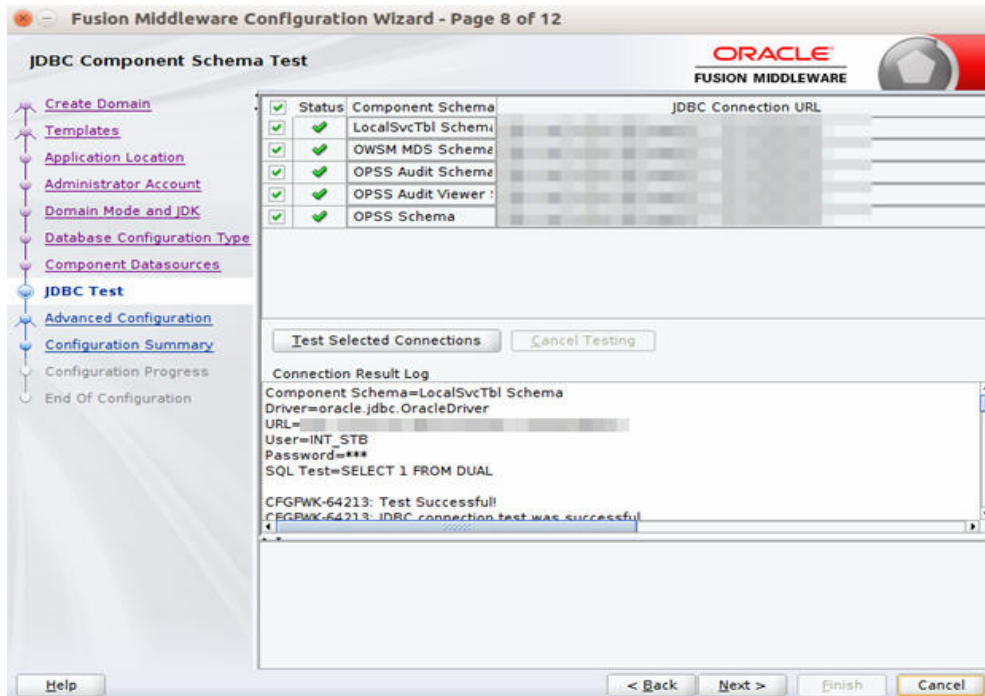 Fusion Middleware Configuration Wizard - Page 8 of 12
JDBC Component Schema Test
ORACLE
FUSION MIDDLEWARE
Create Domain
Templates
Application Location
Administrator Account
Domain Mode and JDK
Database Configuration Type
Component Datasources
JDBC Test
Advanced Configuration
Configuration Summary
Configuration Progress
End Of Configuration
Status Component Schema JDBC Connection URL
LocalSvcTbl Schema
OWSM MDS Schema
OPSS Audit Schema
OPSS Audit Viewer
OPSS Schema
Test Selected Connections Cancel Testing
Connection Result Log
Component Schema=LocalSvcTbl Schema
Driver=oracle.jdbc.OracleDriver
URL=
User=INT_STB
Password=***
SQL Test=SELECT 1 FROM DUAL
CFGFWK-64213: Test Successful!
CFGFWK-64213: JDBC connection test was successful
Help < Back Next > Finish Cancel